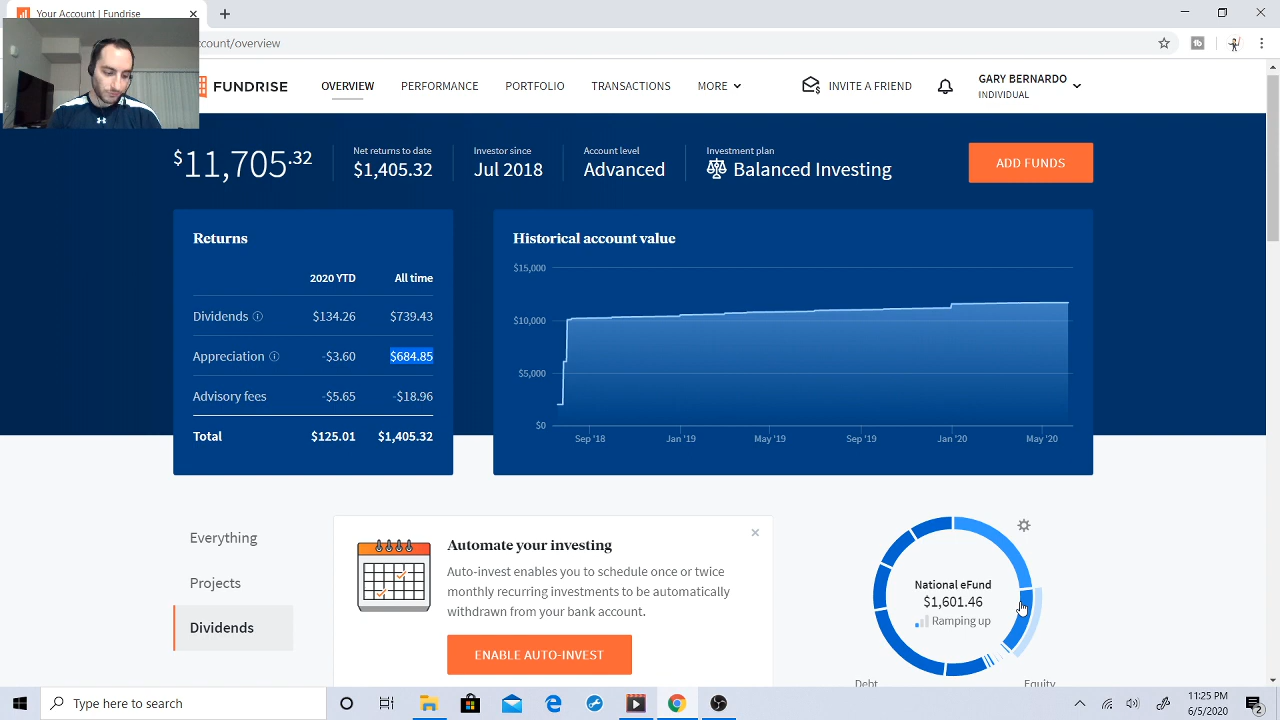 Your Account | Fundrise
count/overview
FUNDRISE OVERVIEW PERFORMANCE PORTFOLIO TRANSACTIONS MORE INVITE A FRIEND GARY BERNARDO
INDIVIDUAL
$11,705.32
Net returns to date
$1,405.32
Investor since
Jul 2018
Account level
Advanced
Investment plan
Balanced Investing
ADD FUNDS
Returns
2020 YTD All time
Dividends $134.26 $739.43
Appreciation -$3.60 $684.85
Advisory fees -$5.65 -$18.96
Total $125.01 $1,405.32
Historical account value
$15,000
$10,000
$5,000
$0
Sep '18 Jan '19 May '19 Sep '19 Jan '20 May '20
Everything
Projects
Dividends
Automate your investing
Auto-invest enables you to schedule once or twice
monthly recurring investments to be automatically
withdrawn from your bank account.
ENABLE AUTO-INVEST
National eFund
$1,601.46
Ramping up
Debt Equity
Type here to search
11:25 PM
6/5/2020
2